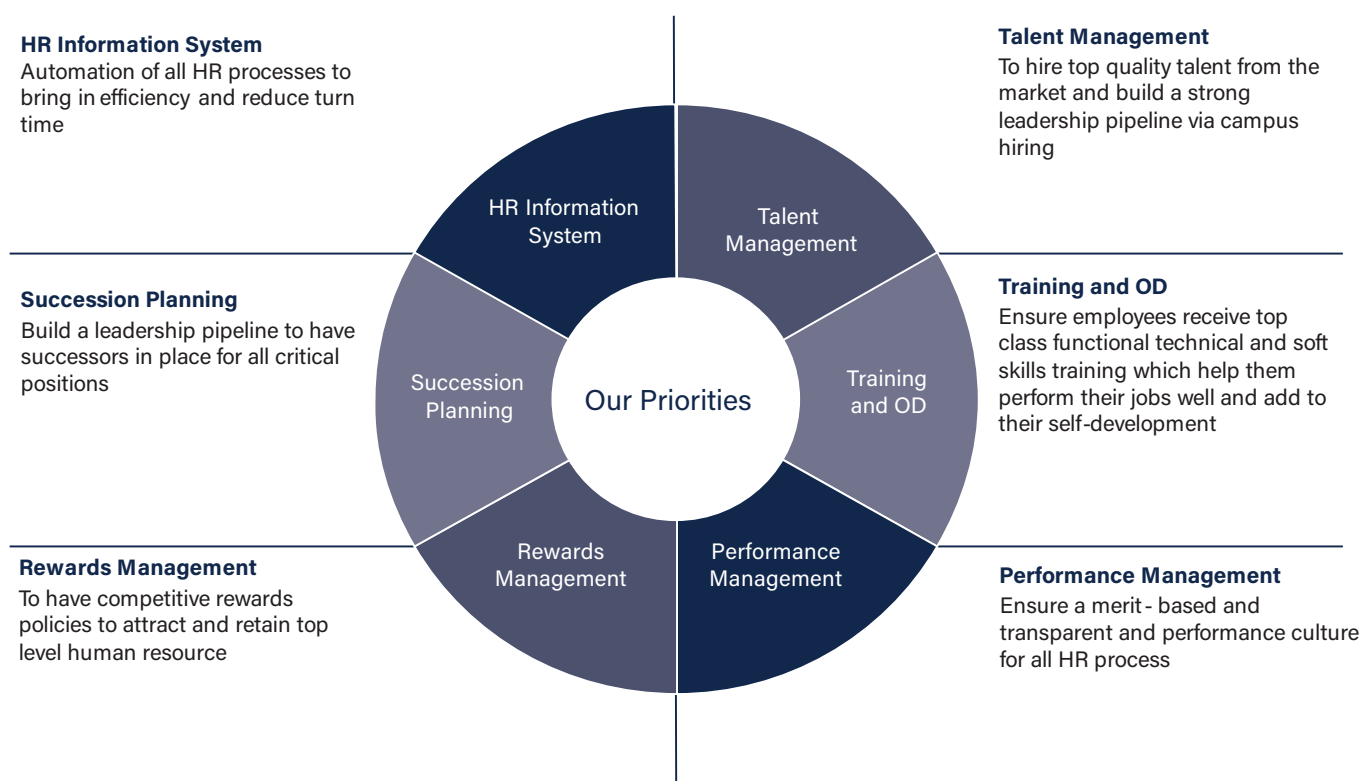 HR Information System
Automation of all HR processes to
bring in efficiency and reduce turn
time
Talent Management
To hire top quality talent from the
market and build a strong
leadership pipeline via campus
hiring
HR Information
System
Talent
Management
Succession Planning
Build a leadership pipeline to have
successors in place for all critical
positions
Succession
Planning
Our Priorities
Training
and OD
Training and OD
Ensure employees receive top
class functional technical and soft
skills training which help them
perform their jobs well and add to
their self-development
Rewards Management
To have competitive rewards
policies to attract and retain top
level human resource
Rewards
Management
Performance
Management
Performance Management
Ensure a merit- based and
transparent and performance culture
for all HR process